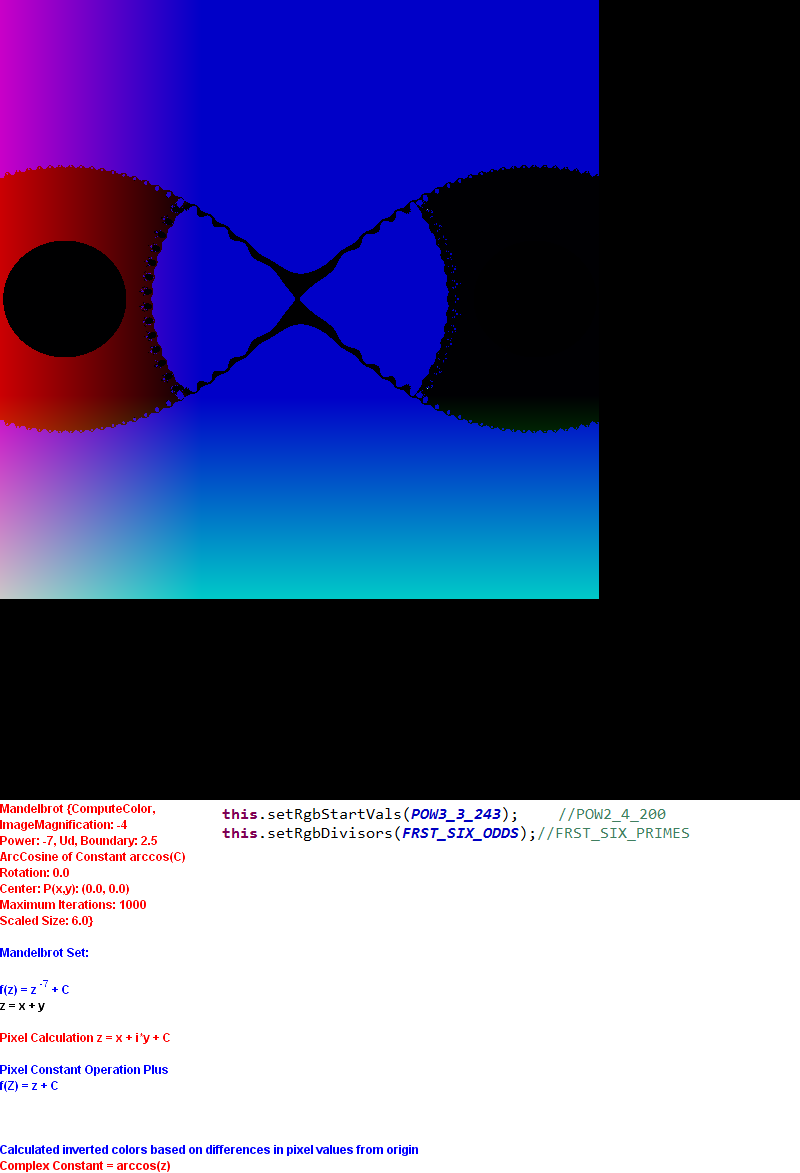 this.setRgbStartVals(POW3_3_243); //POW2_4_200
this.setRgbDivisors(FRST_SIX_ODDS);//FRST_SIX_PRIMES
Mandelbrot {ComputeColor,
ImageMagnification: -4
Power: -7, Ud, Boundary: 2.5
ArcCosine of Constant arccos(C)
Rotation: 0.0
Center: P(x,y): (0.0, 0.0)
Maximum Iterations: 1000
Scaled Size: 6.0}
Mandelbrot Set:
f(z) = z -7 + C
z = x + y
Pixel Calculation z = x + i*y + C
Pixel Constant Operation Plus
f(Z) = z + C
Calculated inverted colors based on differences in pixel values from origin
Complex Constant = arccos(z)